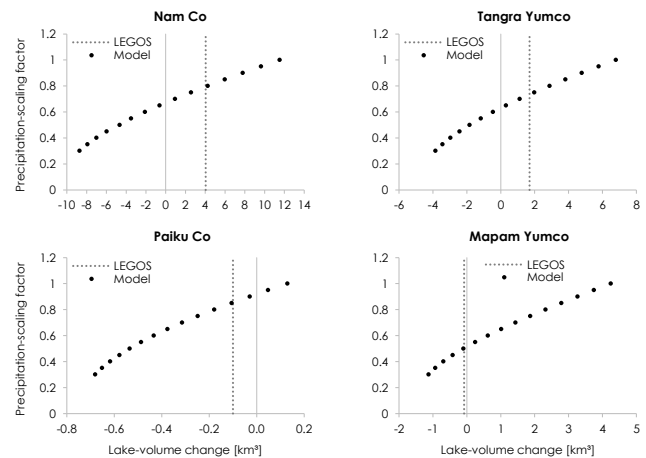 Nam Co
Tangra Yumco
Precipitation-scaling factor
1.2
1
0.8
0.6
0.4
0.2
0
LEGOS
Model
-10 -8 -6 -4 -2 0 2 4 6 8 10 12 14
1.2
1
0.8
0.6
0.4
0.2
0
LEGOS
Model
-6 -4 -2 0 2 4 6 8
Paiku Co
Mapam Yumco
Precipitation-scaling factor
1.2
1
0.8
0.6
0.4
0.2
0
LEGOS
Model
-0.8 -0.6 -0.4 -0.2 0.0 0.2
Lake-volume change [km³]
1.2
1
0.8
0.6
0.4
0.2
0
LEGOS
Model
-2 -1 0 1 2 3 4 5
Lake-volume change [km³]